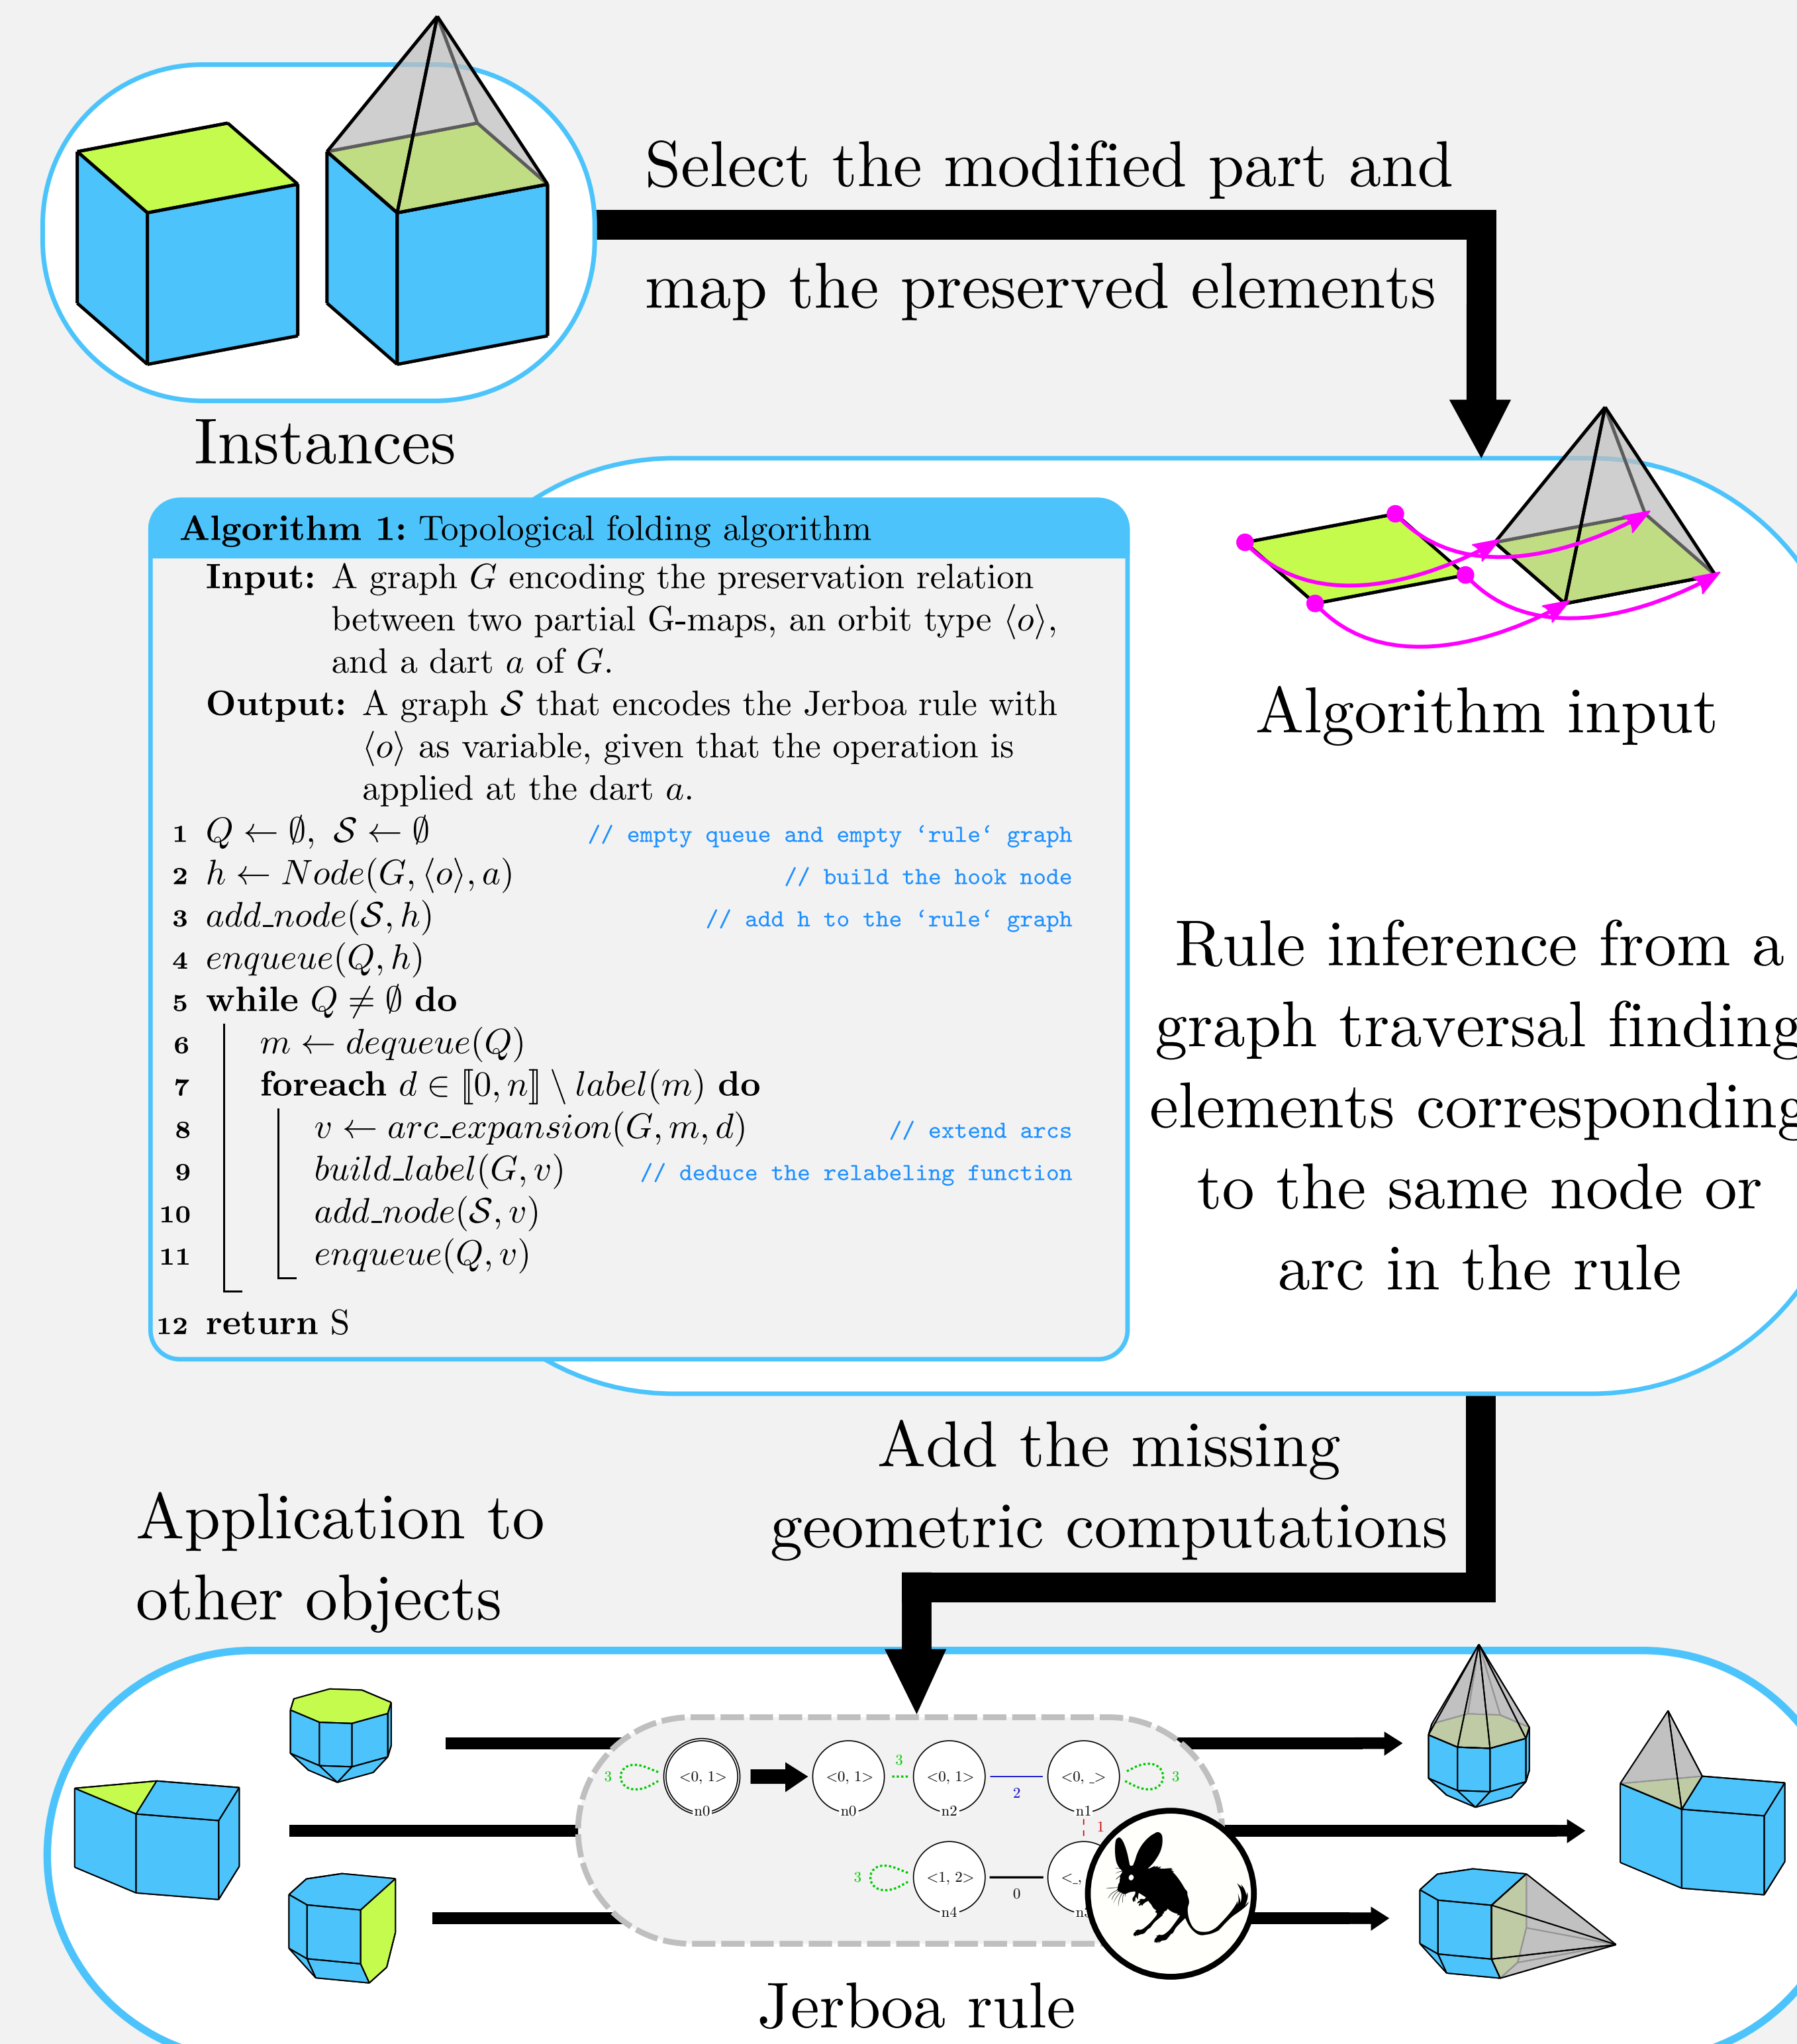 Select the modified part and
map the preserved elements
Instances
Algorithm 1: Topological folding algorithm
Input: A graph G encoding the preservation relation
between two partial G-maps, an orbit type ⟨o⟩,
and a dart a of G.
Output: A graph 𝒮 that encodes the Jerboa rule with
⟨o⟩ as variable, given that the operation is
applied at the dart a.
1 Q ← ∅, 𝒮 ← ∅ // empty queue and empty ‘rule‘ graph
2 h ← Node(G, ⟨o⟩, a) // build the hook node
3 add_node(𝒮, h) // add h to the ‘rule‘ graph
4 enqueue(Q, h)
5 while Q ≠ ∅ do
6 m ← dequeue(Q)
7 foreach d ∈ ⟦0, n⟧ \ label(m) do
8 v ← arc_expansion(G, m, d) // extend arcs
9 build_label(G, v) // deduce the relabeling function
10 add_node(𝒮, v)
11 enqueue(Q, v)
12 return S
Algorithm input
Rule inference from a
graph traversal finding
elements corresponding
to the same node or
arc in the rule
Add the missing
geometric computations
Application to
other objects
3 <0, 1> <0, 1> 3 <0, 1> 2 <0, _> 3
n0 n0 n2 n1
1
3 <1, 2> 0 <_,
n4
Jerboa rule